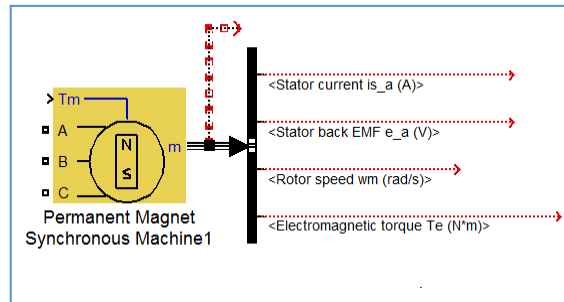 Tm
A
B
C
N
S
m
Permanent Magnet
Synchronous Machine1
<Stator current is_a (A)>
<Stator back EMF e_a (V)>
<Rotor speed wm (rad/s)>
<Electromagnetic torque Te (N*m)>